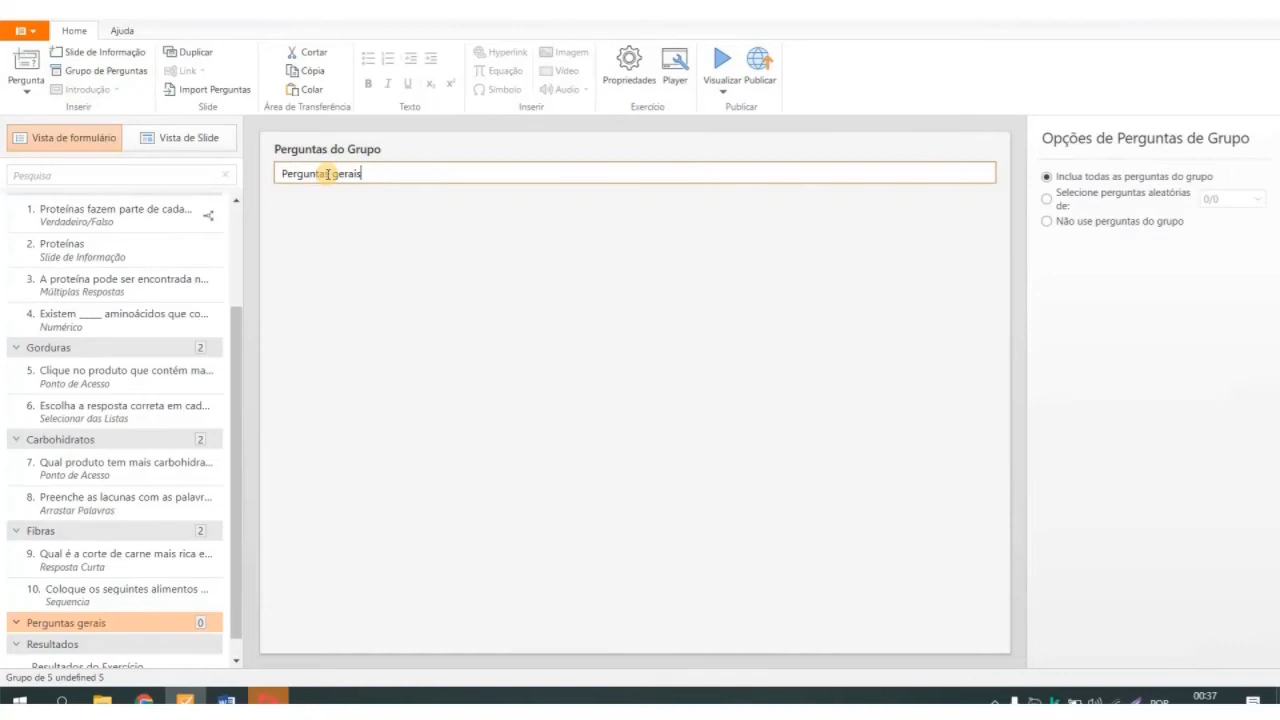 Home Ajuda
Pergunta
Slide de Informação
Grupo de Perguntas
Introdução
Inserir
Duplicar
Link
Import Perguntas
Slide
Cortar
Cópia
Colar
Área de Transferência
B I U x₂ x²
Texto
Hyperlink
Equação
Símbolo
Imagem
Vídeo
Audio
Inserir
Propriedades
Player
Exercício
Visualizar
Publicar
Publicar
Vista de formulário
Vista de Slide
Pesquisa
1. Proteínas fazem parte de cada...
Verdadeiro/Falso
2. Proteínas
Slide de Informação
3. A proteína pode ser encontrada n...
Múltiplas Respostas
4. Existem ____ aminoácidos que co...
Numérico
Gorduras 2
5. Clique no produto que contém ma...
Ponto de Acesso
6. Escolha a resposta correta em cad...
Selecionar das Listas
Carbohidratos 2
7. Qual produto tem mais carbohidra...
Ponto de Acesso
8. Preenche as lacunas com as palavr...
Arrastar Palavras
Fibras 2
9. Qual é a corte de carne mais rica e...
Resposta Curta
10. Coloque os seguintes alimentos ...
Sequencia
Perguntas gerais 0
Resultados
Resultados do Exercício
Perguntas do Grupo
Perguntas gerais
Opções de Perguntas de Grupo
Inclua todas as perguntas do grupo
Selecione perguntas aleatórias
de:
0/0
Não use perguntas do grupo
Grupo de 5 undefined 5
POR
00:37